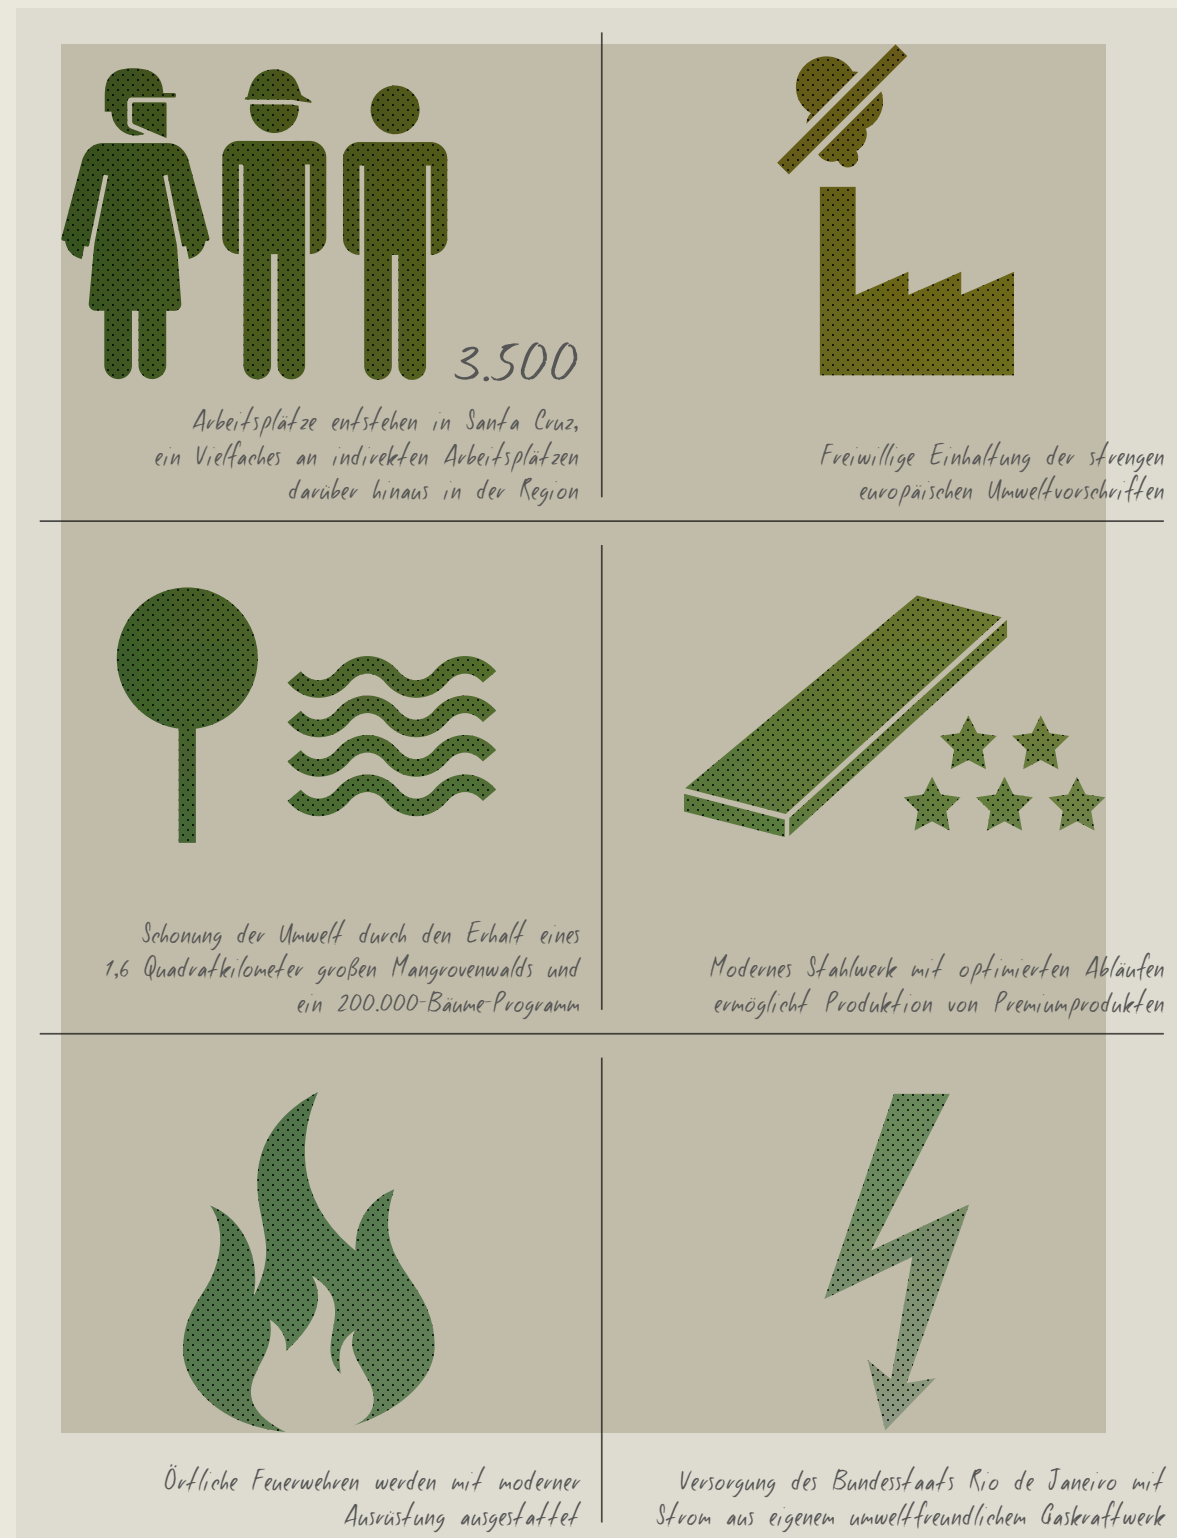 3.500
Arbeitsplätze entstehen in Santa Cruz,
ein Vielfaches an indirekten Arbeitsplätzen
darüber hinaus in der Region
Freiwillige Einhaltung der strengen
europäischen Umweltvorschriften
Schonung der Umwelt durch den Erhalt eines
1,6 Quadratkilometer großen Mangrovenwalds und
ein 200.000-Bäume-Programm
Modernes Stahlwerk mit optimierten Abläufen
ermöglicht Produktion von Premiumprodukten
Örtliche Feuerwehren werden mit moderner
Ausrüstung ausgestattet
Versorgung des Bundesstaats Rio de Janeiro mit
Strom aus eigenem umweltfreundlichem Gaskraftwerk